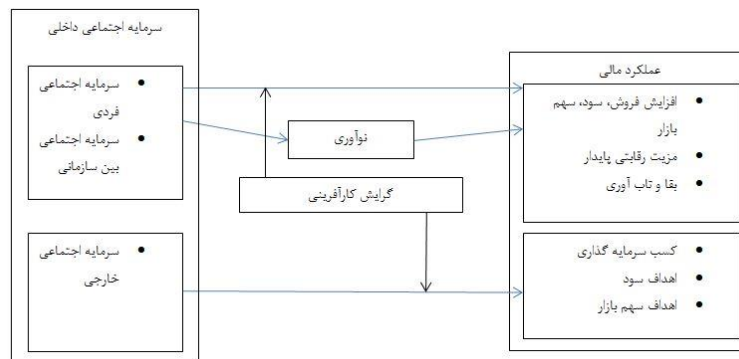 سرمایه اجتماعی داخلی
سرمایه اجتماعی
فردی
سرمایه اجتماعی
بین سازمانی
سرمایه اجتماعی
خارجی
نوآوری
گرایش کارآفرینی
عملکرد مالی
افزایش فروش، سود، سهم
بازار
مزیت رقابتی پایدار
بقا و تاب آوری
کسب سرمایه گذاری
اهداف سود
اهداف سهم بازار